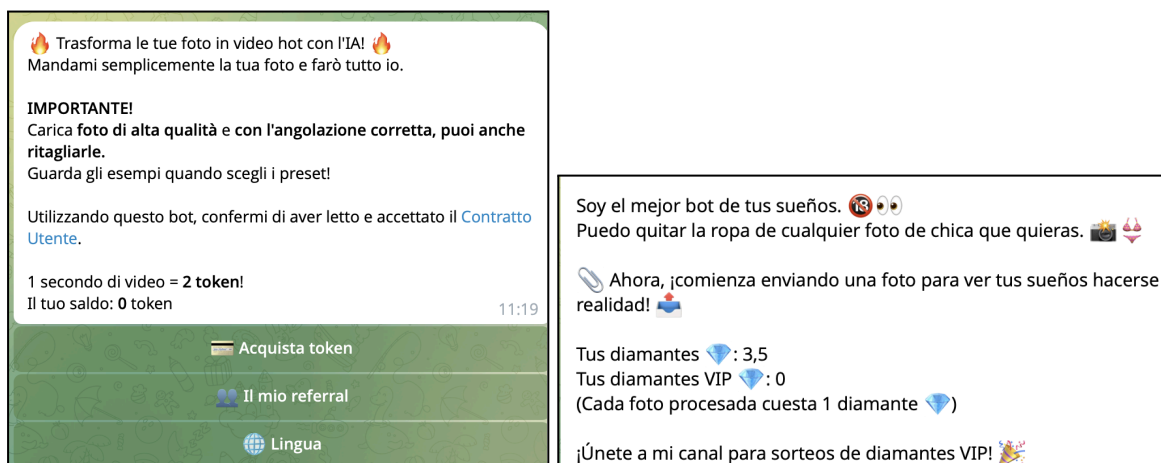 🔥 Trasforma le tue foto in video hot con l'IA! 🔥
Mandami semplicemente la tua foto e farò tutto io.
IMPORTANTE!
Carica foto di alta qualità e con l'angolazione corretta, puoi anche
ritagliarle.
Guarda gli esempi quando scegli i preset!
Utilizzando questo bot, confermi di aver letto e accettato il Contratto
Utente.
1 secondo di video = 2 token!
Il tuo saldo: 0 token
11:19
💳 Acquista token
👥 Il mio referral
🌐 Lingua
Soy el mejor bot de tus sueños. 🔞👀
Puedo quitar la ropa de cualquier foto de chica que quieras. 📸👙
📎 Ahora, ¡comienza enviando una foto para ver tus sueños hacerse
realidad! 📤
Tus diamantes 💎: 3,5
Tus diamantes VIP 💎: 0
(Cada foto procesada cuesta 1 diamante 💎)
¡Únete a mi canal para sorteos de diamantes VIP! 🎉